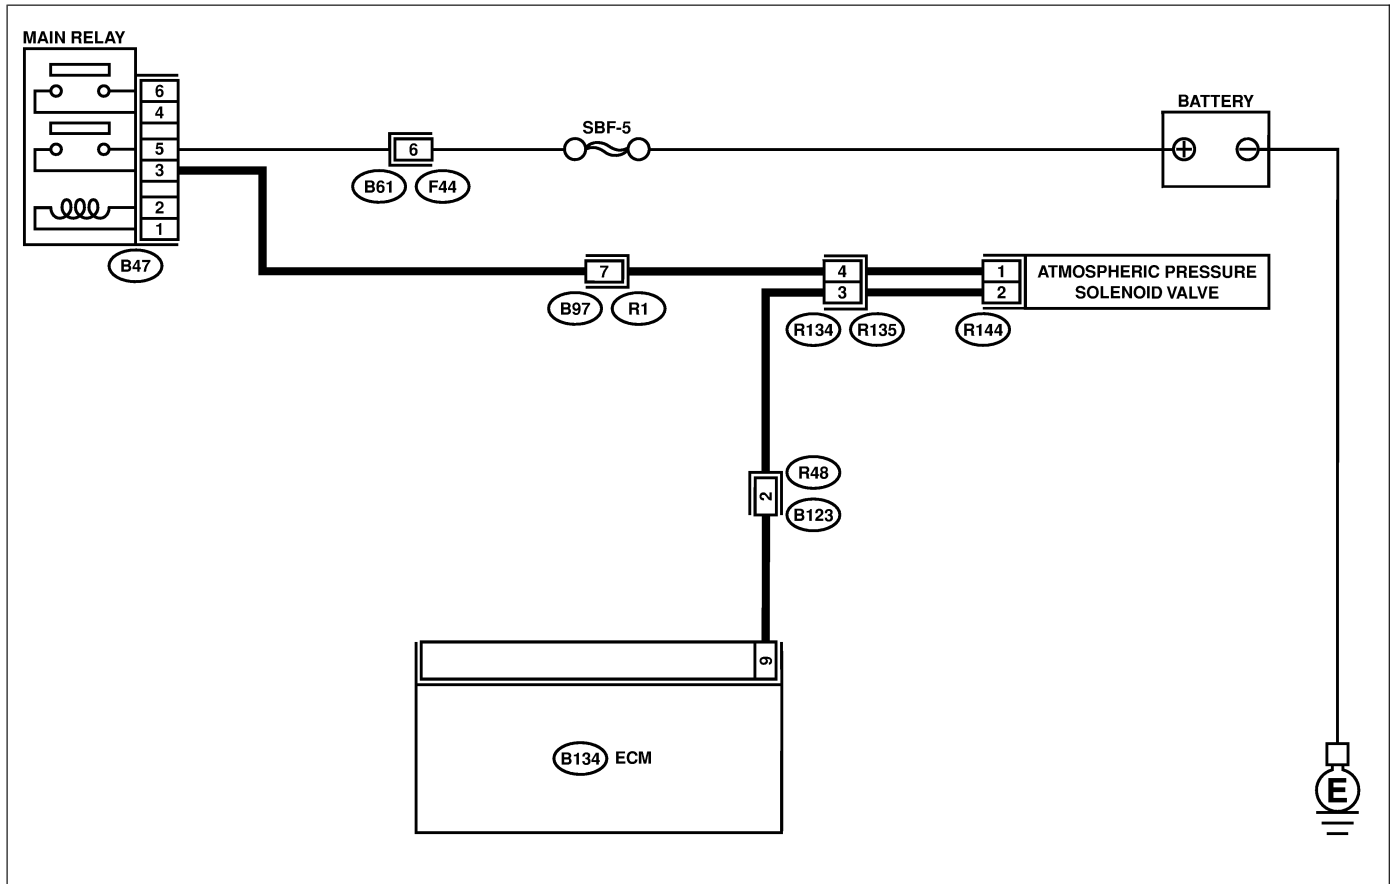 MAIN RELAY
6
4
5
3
2
1
B47
6
B61 F44
SBF-5
BATTERY
+ −
7
B97 R1
4
3
R134 R135
1
2
R144
ATMOSPHERIC PRESSURE
SOLENOID VALVE
2
R48
B123
9
B134 ECM
E